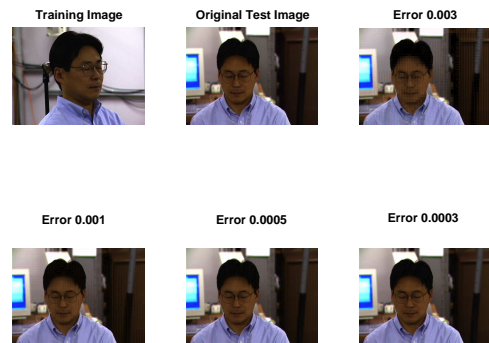 Training Image
Original Test Image
Error 0.003
Error 0.001
Error 0.0005
Error 0.0003